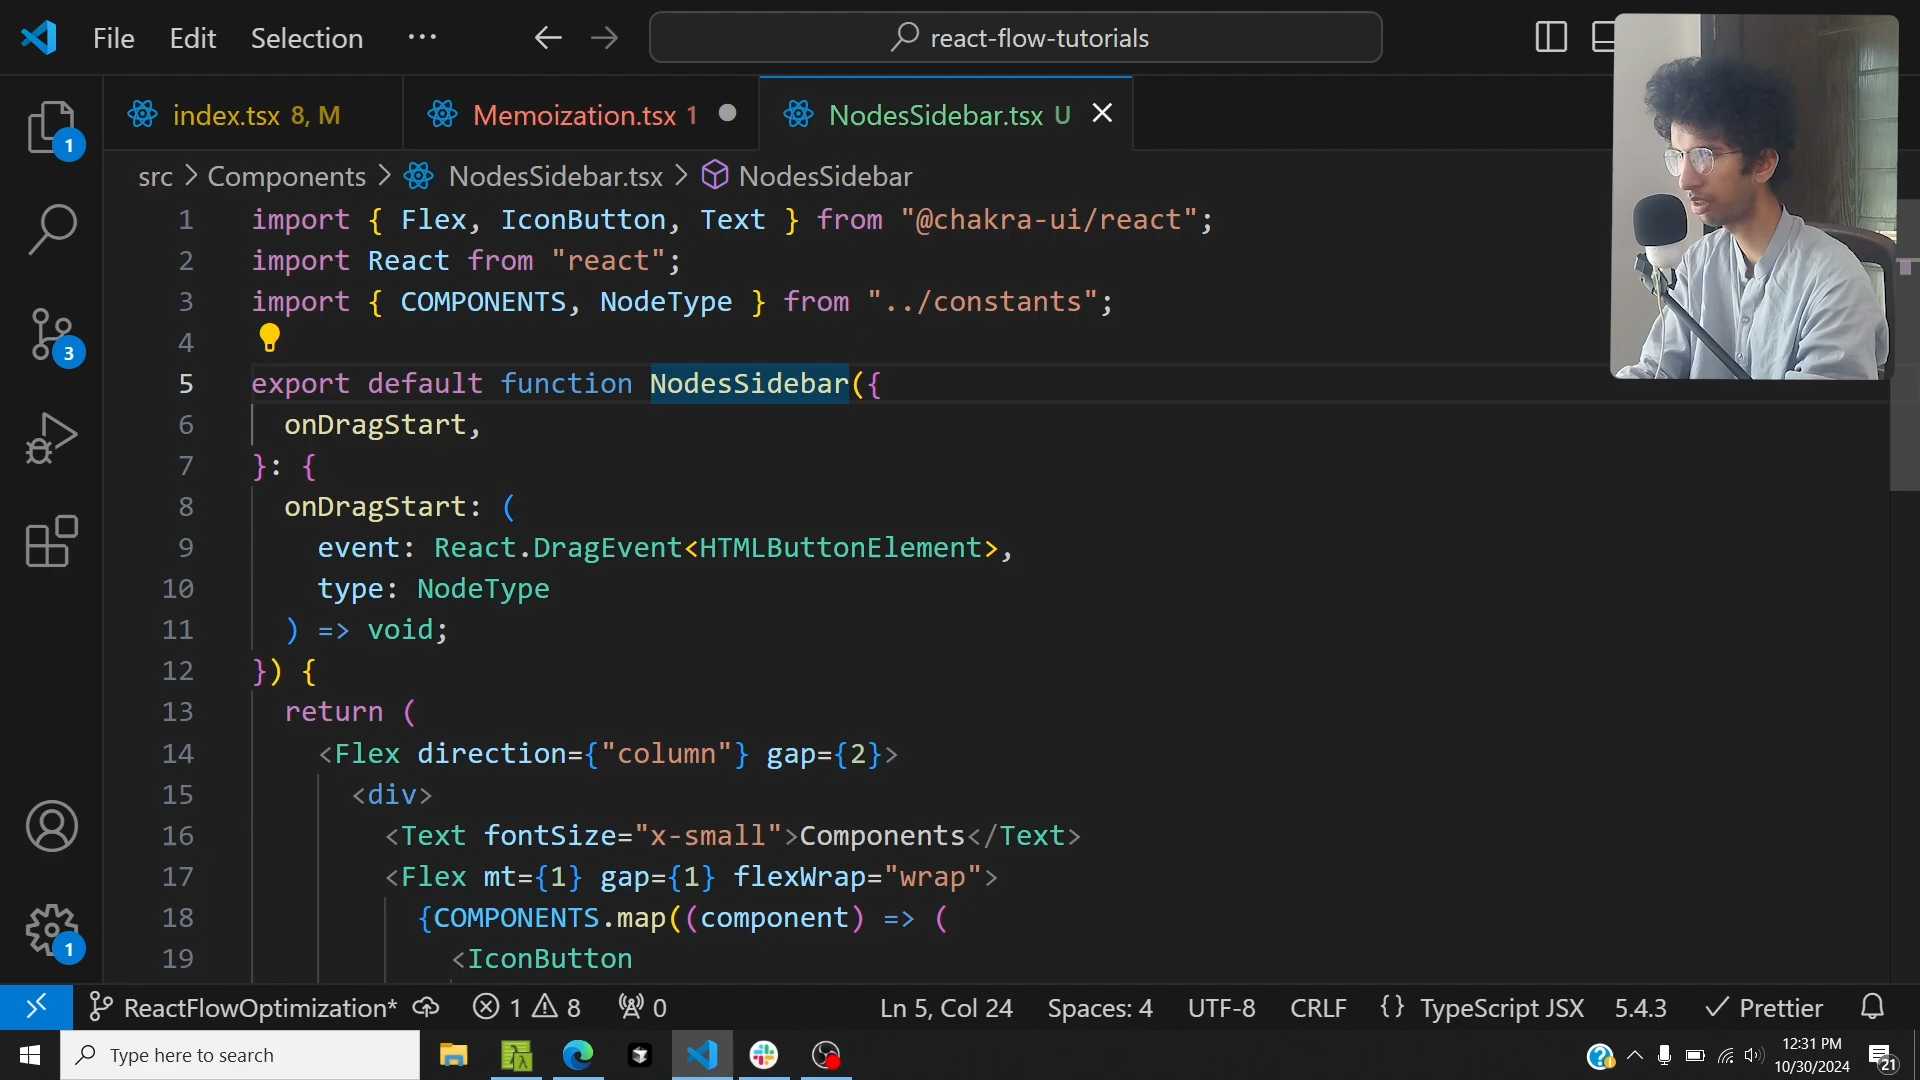 File Edit Selection ··· react-flow-tutorials
index.tsx 8, M Memoization.tsx 1 NodesSidebar.tsx U
src > Components > NodesSidebar.tsx > NodesSidebar
1 import { Flex, IconButton, Text } from "@chakra-ui/react";
2 import React from "react";
3 import { COMPONENTS, NodeType } from "../constants";
4
5 export default function NodesSidebar({
6 onDragStart,
7 }: {
8 onDragStart: (
9 event: React.DragEvent<HTMLButtonElement>,
10 type: NodeType
11 ) => void;
12 }) {
13 return (
14 <Flex direction={"column"} gap={2}>
15 <div>
16 <Text fontSize="x-small">Components</Text>
17 <Flex mt={1} gap={1} flexWrap="wrap">
18 {COMPONENTS.map((component) => (
19 <IconButton
1
3
1
ReactFlowOptimization* 1 8 0 Ln 5, Col 24 Spaces: 4 UTF-8 CRLF {} TypeScript JSX 5.4.3 Prettier
Type here to search
12:31 PM
10/30/2024
21